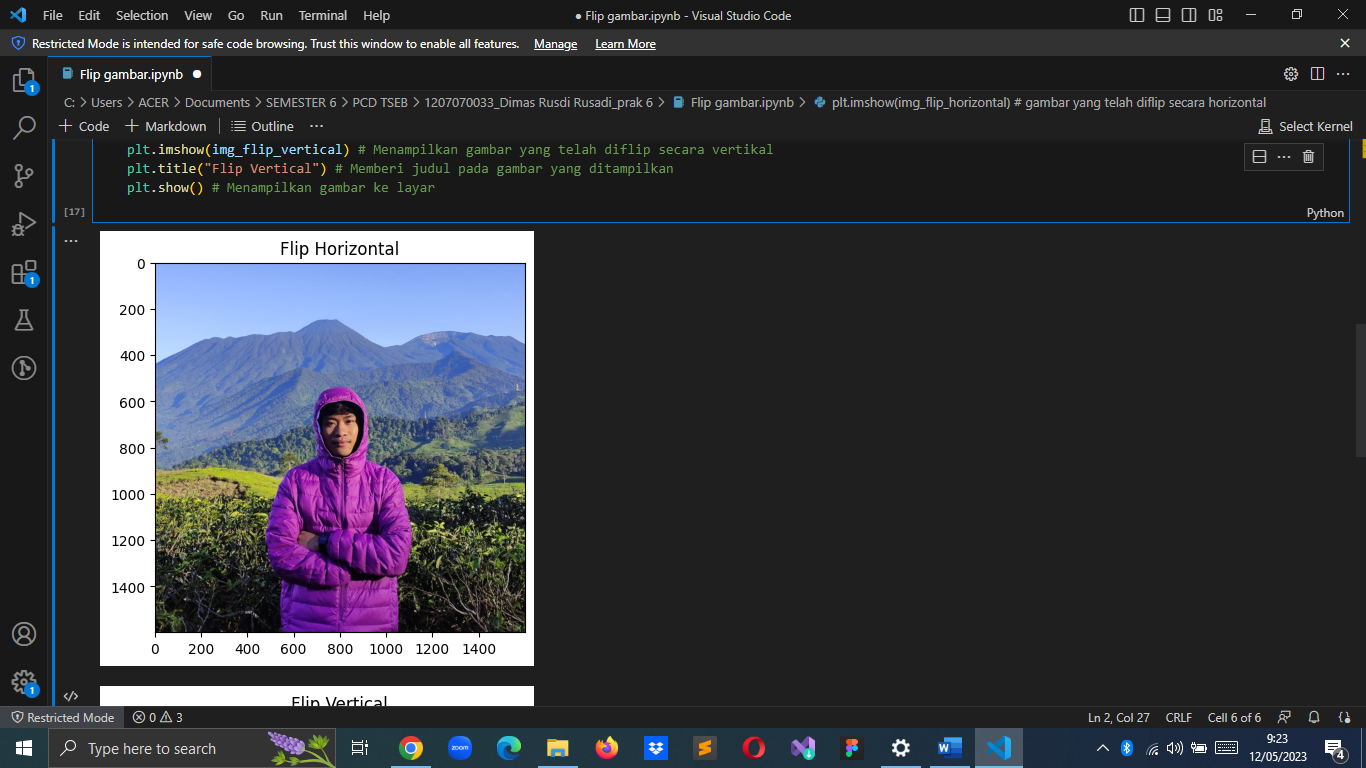 File Edit Selection View Go Run Terminal Help ● Flip gambar.ipynb - Visual Studio Code
Restricted Mode is intended for safe code browsing. Trust this window to enable all features. Manage Learn More
Flip gambar.ipynb ●
C: > Users > ACER > Documents > SEMESTER 6 > PCD TSEB > 1207070033_Dimas Rusdi Rusadi_prak 6 > Flip gambar.ipynb > plt.imshow(img_flip_horizontal) # gambar yang telah diflip secara horizontal
+ Code + Markdown Outline ... Select Kernel
plt.imshow(img_flip_vertical) # Menampilkan gambar yang telah diflip secara vertikal
plt.title("Flip Vertical") # Memberi judul pada gambar yang ditampilkan
plt.show() # Menampilkan gambar ke layar
[17] Python
Flip Horizontal
0
200
400
600
800
1000
1200
1400
0 200 400 600 800 1000 1200 1400
Flip Vertical
1
1
1
Restricted Mode 0 3 Ln 2, Col 27 CRLF Cell 6 of 6
Type here to search zoom 9:23
12/05/2023 4